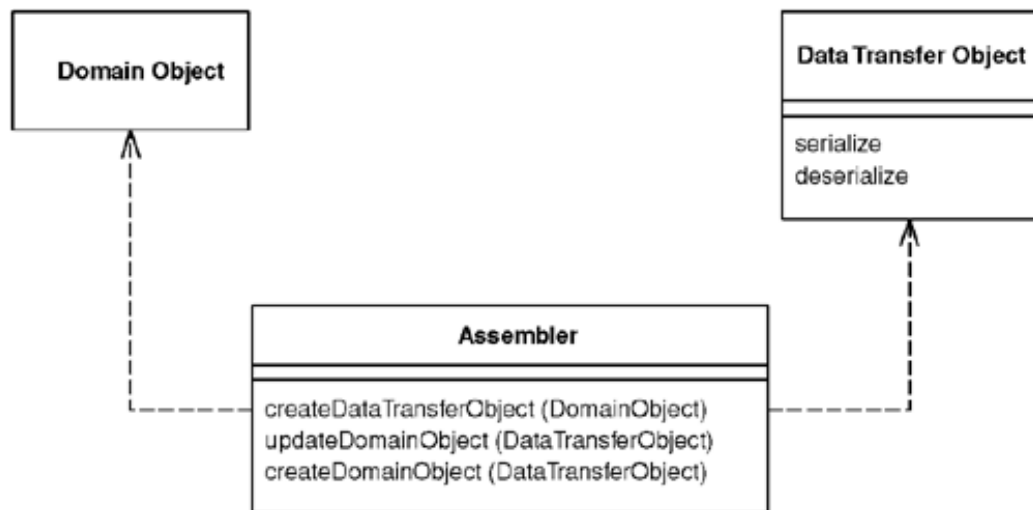 Domain Object
Data Transfer Object
serialize
deserialize
Assembler
createDataTransferObject (DomainObject)
updateDomainObject (DataTransferObject)
createDomainObject (DataTransferObject)